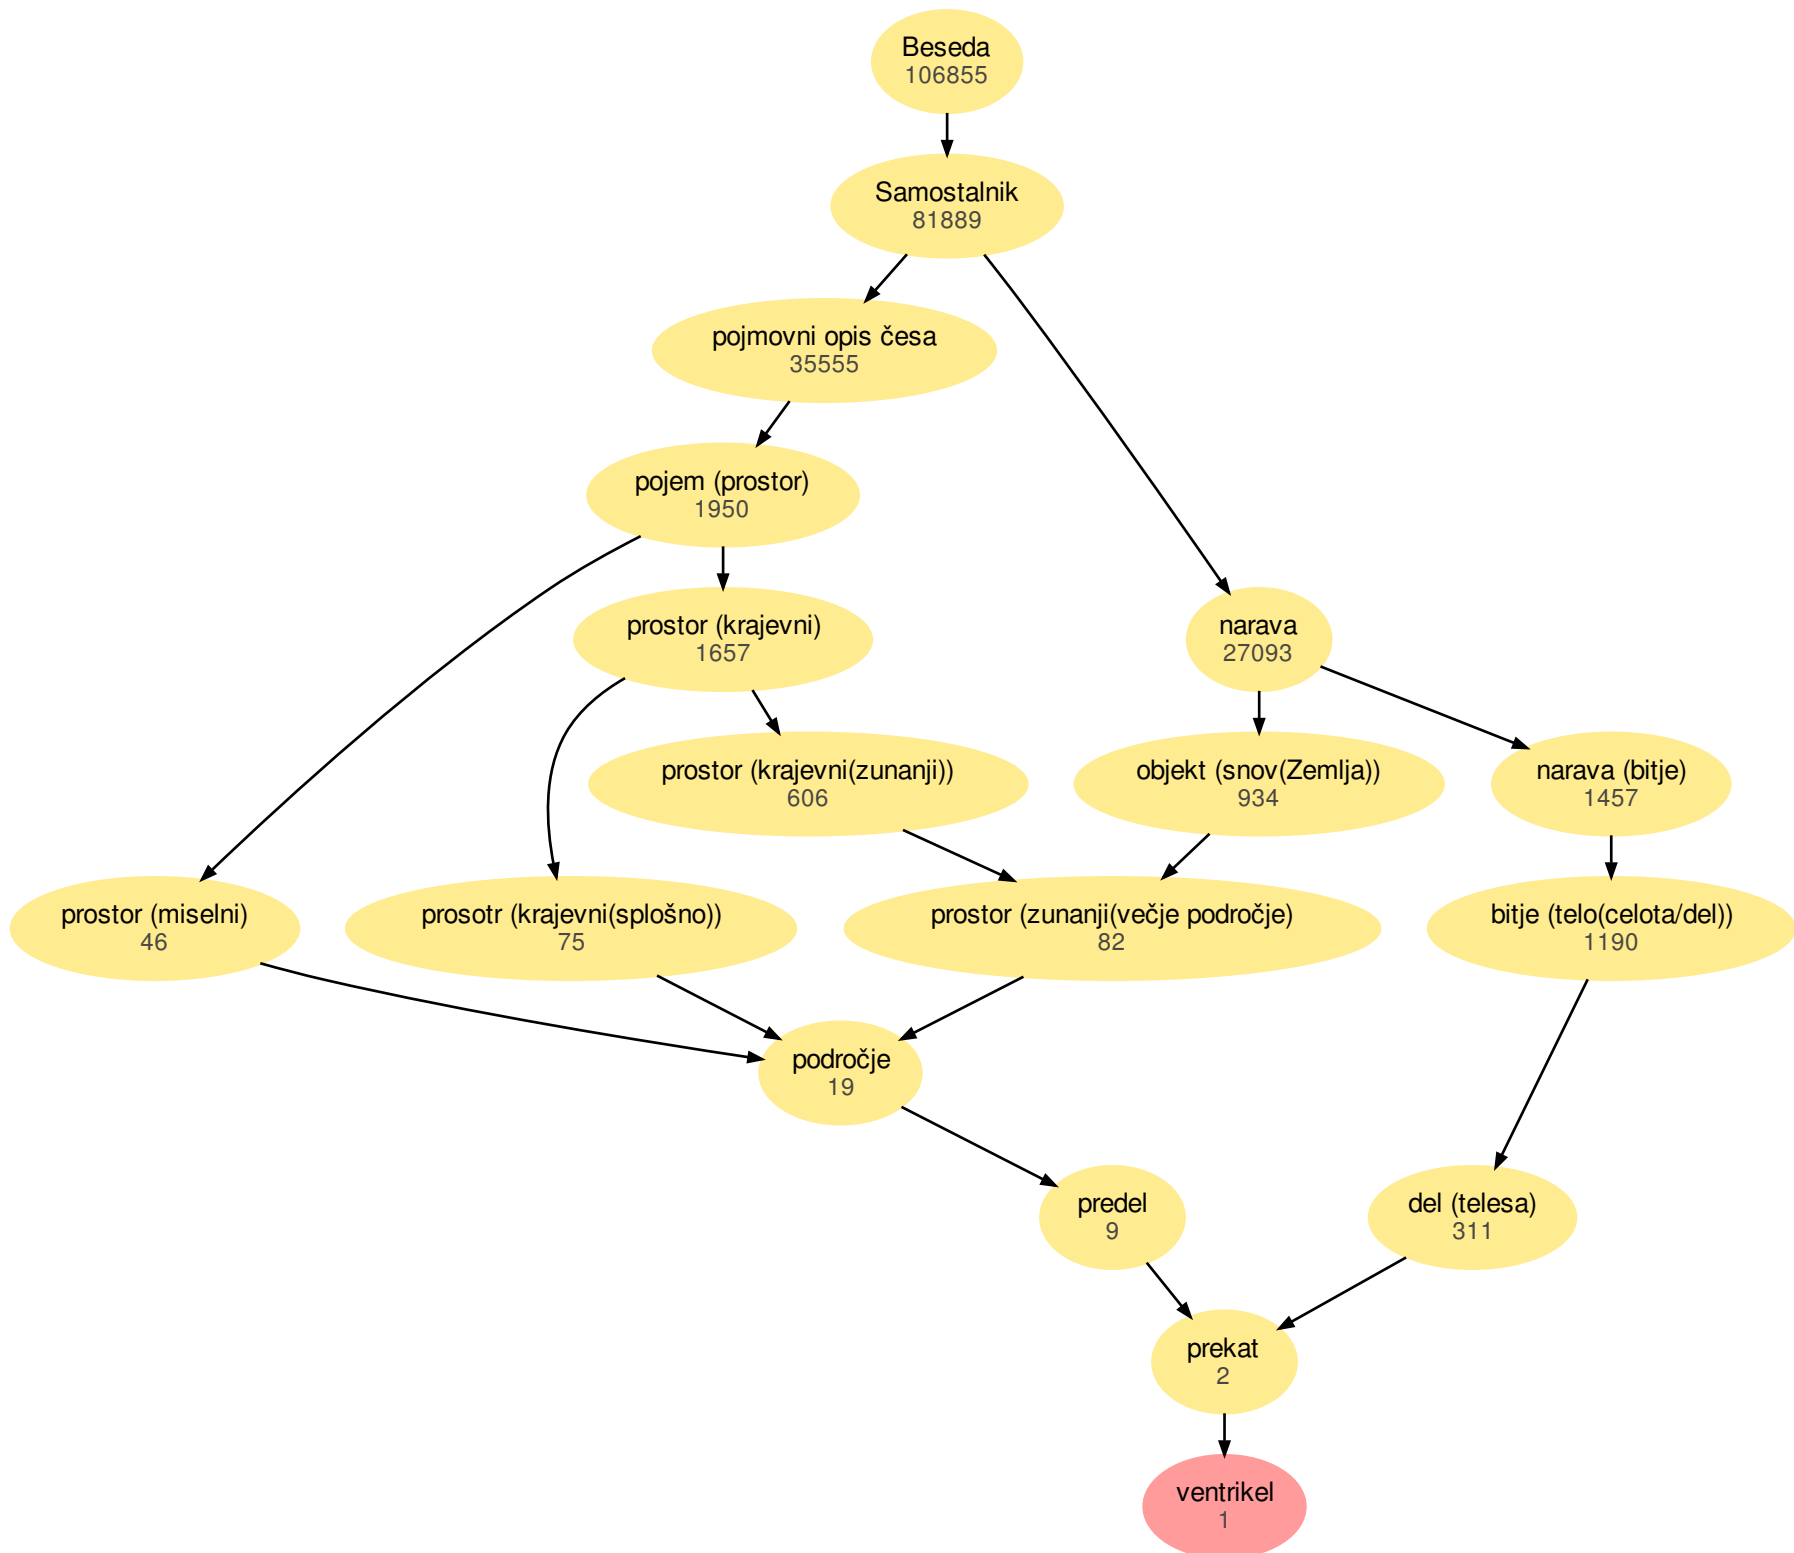 Beseda
106855
Samostalnik
81889
pojmovni opis česa
35555
pojem (prostor)
1950
prostor (krajevni)
1657
narava
27093
prostor (krajevni(zunanji))
606
objekt (snov(Zemlja))
934
narava (bitje)
1457
prostor (miselni)
46
prosotr (krajevni(splošno))
75
prostor (zunanji(večje področje)
82
bitje (telo(celota/del))
1190
področje
19
predel
9
del (telesa)
311
prekat
2
ventrikel
1